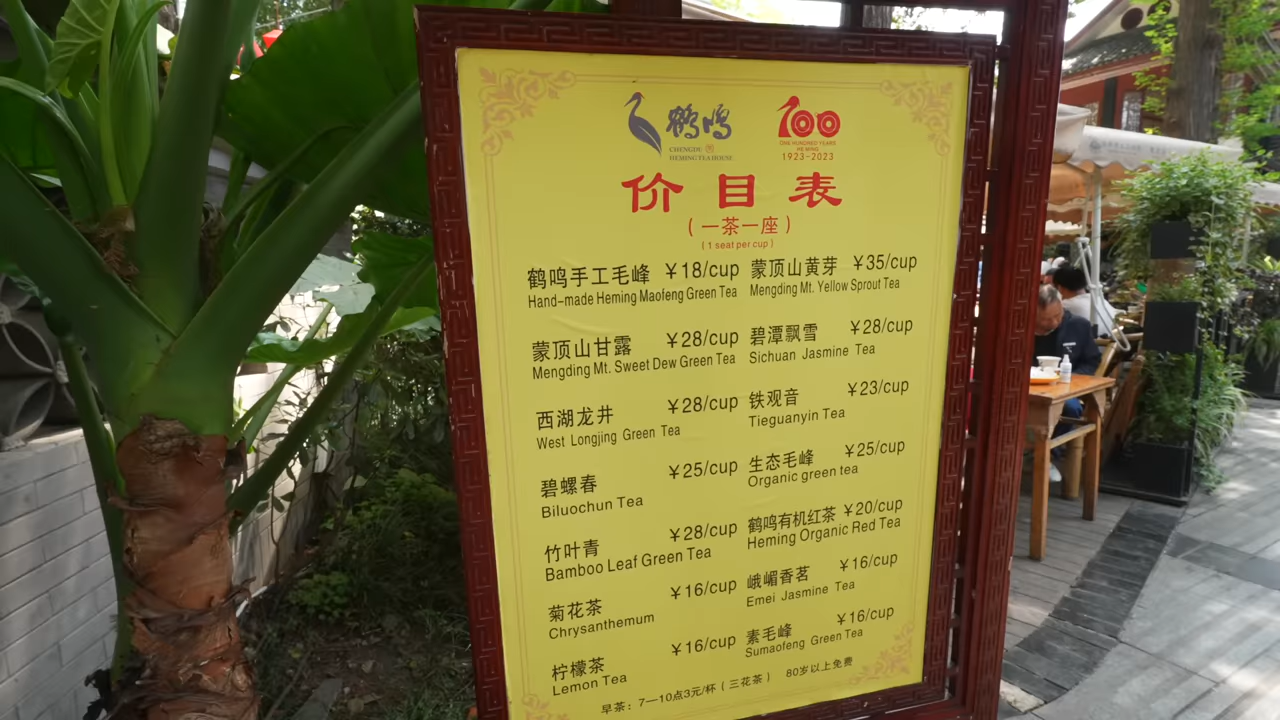 鹤鸣
CHENGDU
HEMING TEA HOUSE
100
ONE HUNDRED YEARS
HE MING
1923-2023
价目表
(一茶一座)
(1 seat per cup)
鹤鸣手工毛峰 ¥18/cup
Hand-made Heming Maofeng Green Tea
蒙顶山甘露 ¥28/cup
Mengding Mt. Sweet Dew Green Tea
西湖龙井 ¥28/cup
West Longjing Green Tea
碧螺春 ¥25/cup
Biluochun Tea
竹叶青 ¥28/cup
Bamboo Leaf Green Tea
菊花茶 ¥16/cup
Chrysanthemum
柠檬茶 ¥16/cup
Lemon Tea
蒙顶山黄芽 ¥35/cup
Mengding Mt. Yellow Sprout Tea
碧潭飘雪 ¥28/cup
Sichuan Jasmine Tea
铁观音 ¥23/cup
Tieguanyin Tea
生态毛峰 ¥25/cup
Organic green tea
鹤鸣有机红茶 ¥20/cup
Heming Organic Red Tea
峨嵋香茗 ¥16/cup
Emei Jasmine Tea
素毛峰 ¥16/cup
Sumaofeng Green Tea
早茶：7—10点3元/杯（三花茶） 80岁以上免费